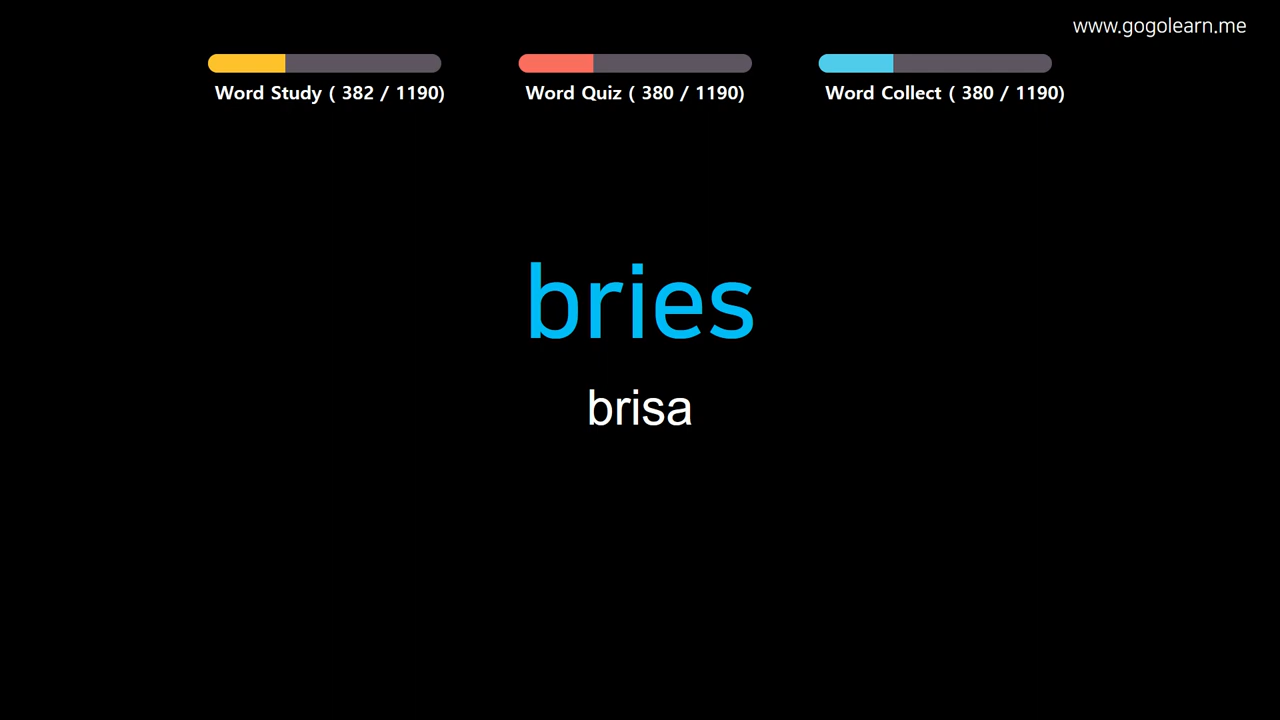 www.gogolearn.me
Word Study ( 382 / 1190)
Word Quiz ( 380 / 1190)
Word Collect ( 380 / 1190)
bries
brisa